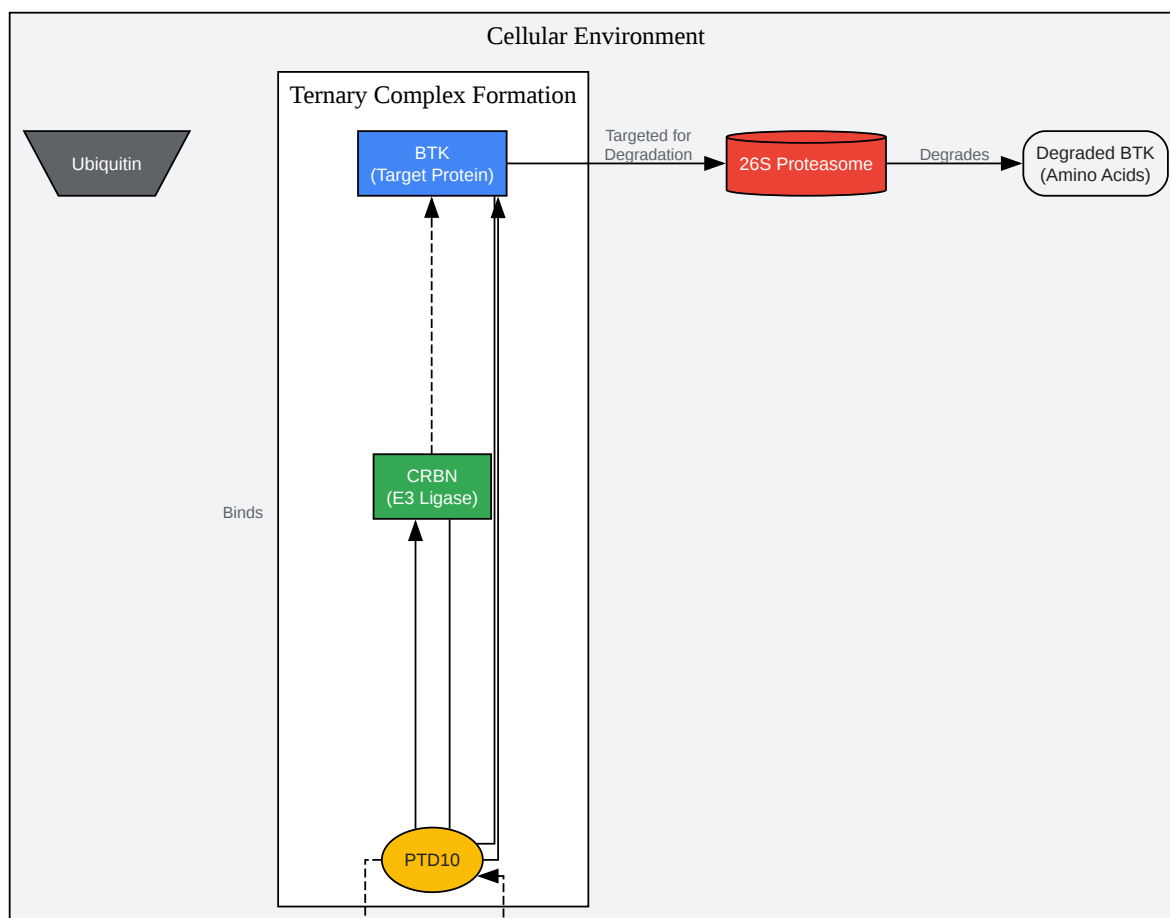 Cellular Environment
Ternary Complex Formation
Ubiquitin
BTK
(Target Protein)
Targeted for
Degradation
26S Proteasome
Degrades
Degraded BTK
(Amino Acids)
CRBN
(E3 Ligase)
Binds
PTD10